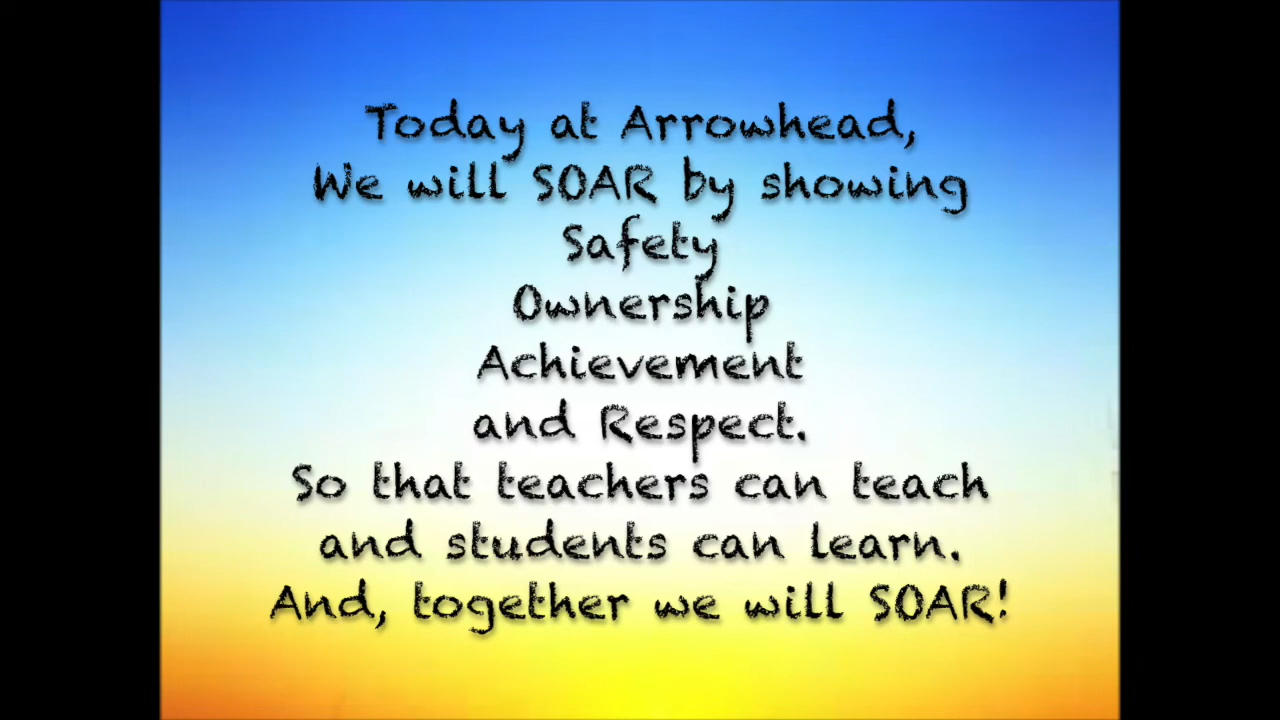 Today at Arrowhead,
We will SOAR by showing
Safety
Ownership
Achievement
and Respect.
So that teachers can teach
and students can learn.
And, together we will SOAR!